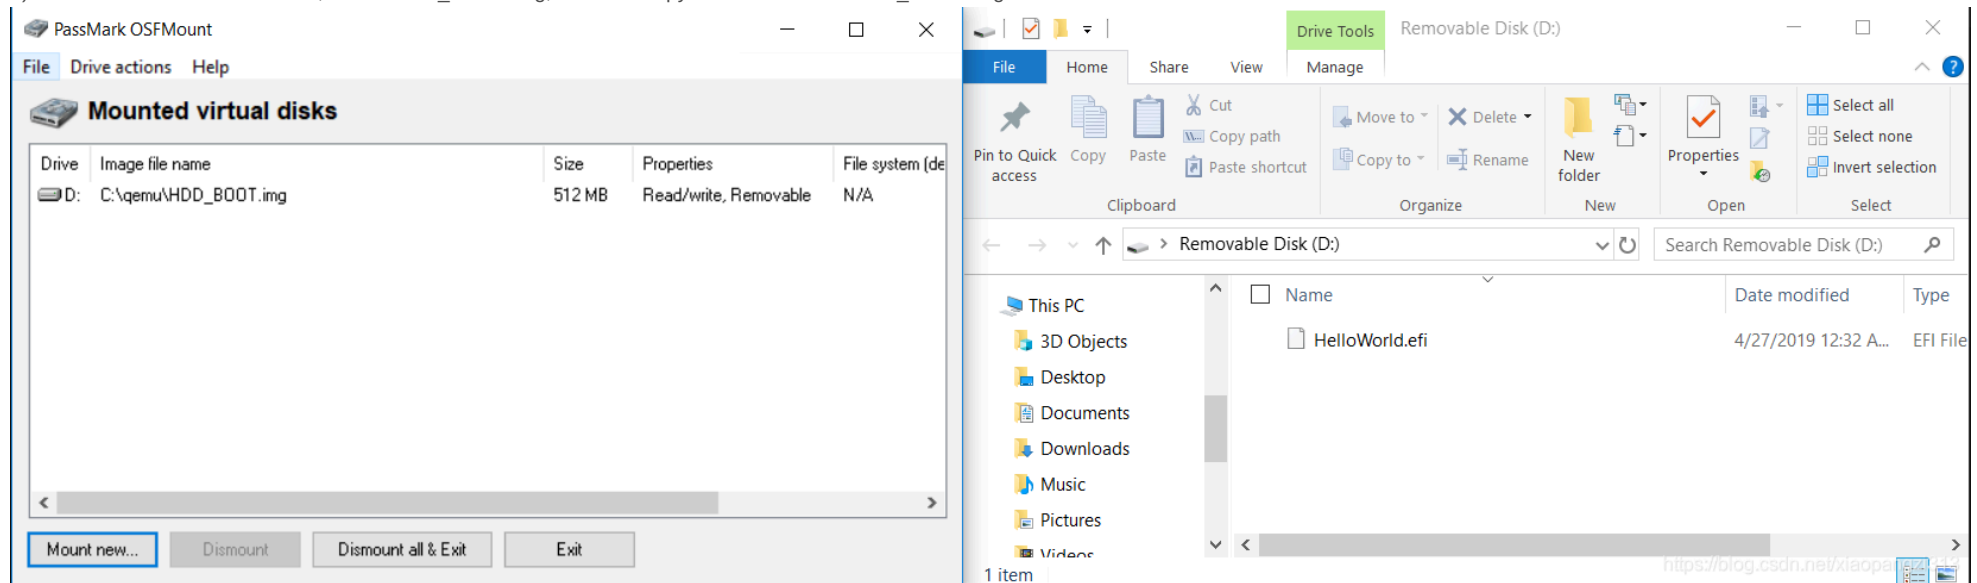 PassMark OSFMount
File Drive actions Help
Mounted virtual disks
Drive Image file name Size Properties File system (de
D: C:\qemu\HDD_BOOT.img 512 MB Read/write, Removable N/A
Mount new... Dismount Dismount all & Exit Exit
Drive Tools Removable Disk (D:)
File Home Share View Manage
Pin to Quick access
Copy
Paste
Cut
Copy path
Paste shortcut
Clipboard
Move to
Copy to
Delete
Rename
Organize
New folder
New
Properties
Open
Select all
Select none
Invert selection
Select
Removable Disk (D:) Search Removable Disk (D:)
This PC
3D Objects
Desktop
Documents
Downloads
Music
Pictures
Videos
Name Date modified Type
HelloWorld.efi 4/27/2019 12:32 A... EFI File
1 item